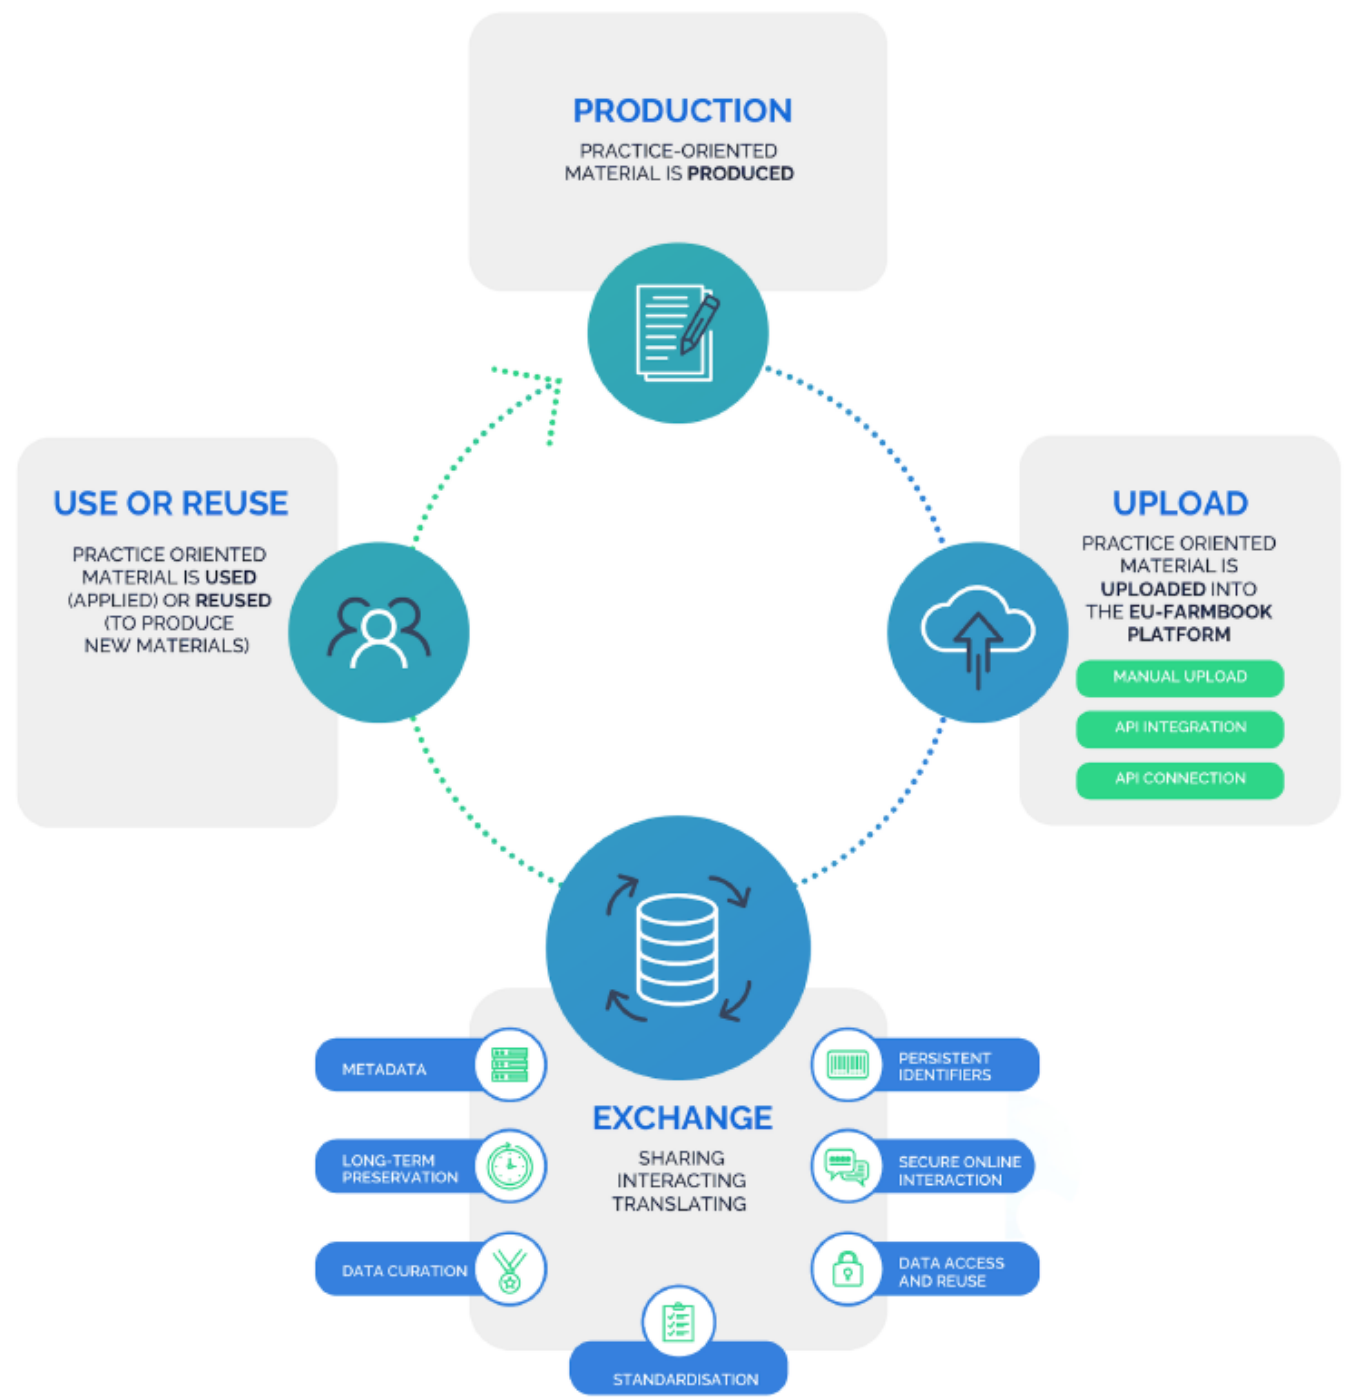 PRODUCTION
PRACTICE-ORIENTED
MATERIAL IS PRODUCED
USE OR REUSE
PRACTICE ORIENTED
MATERIAL IS USED
(APPLIED) OR REUSED
(TO PRODUCE
NEW MATERIALS)
UPLOAD
PRACTICE ORIENTED
MATERIAL IS
UPLOADED INTO
THE EU-FARMBOOK
PLATFORM
MANUAL UPLOAD
API INTEGRATION
API CONNECTION
EXCHANGE
SHARING
INTERACTING
TRANSLATING
METADATA
LONG-TERM
PRESERVATION
DATA CURATION
PERSISTENT
IDENTIFIERS
SECURE ONLINE
INTERACTION
DATA ACCESS
AND REUSE
STANDARDISATION